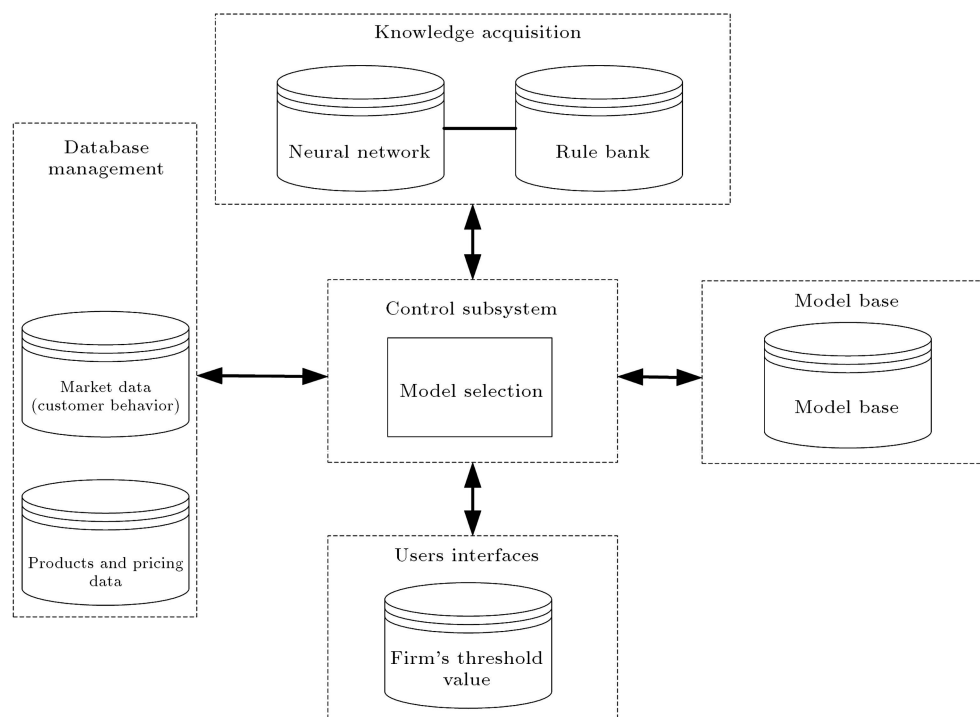 Knowledge acquisition
Neural network
Rule bank
Database
management
Market data
(customer behavior)
Products and pricing
data
Control subsystem
Model selection
Model base
Model base
Users interfaces
Firm's threshold
value